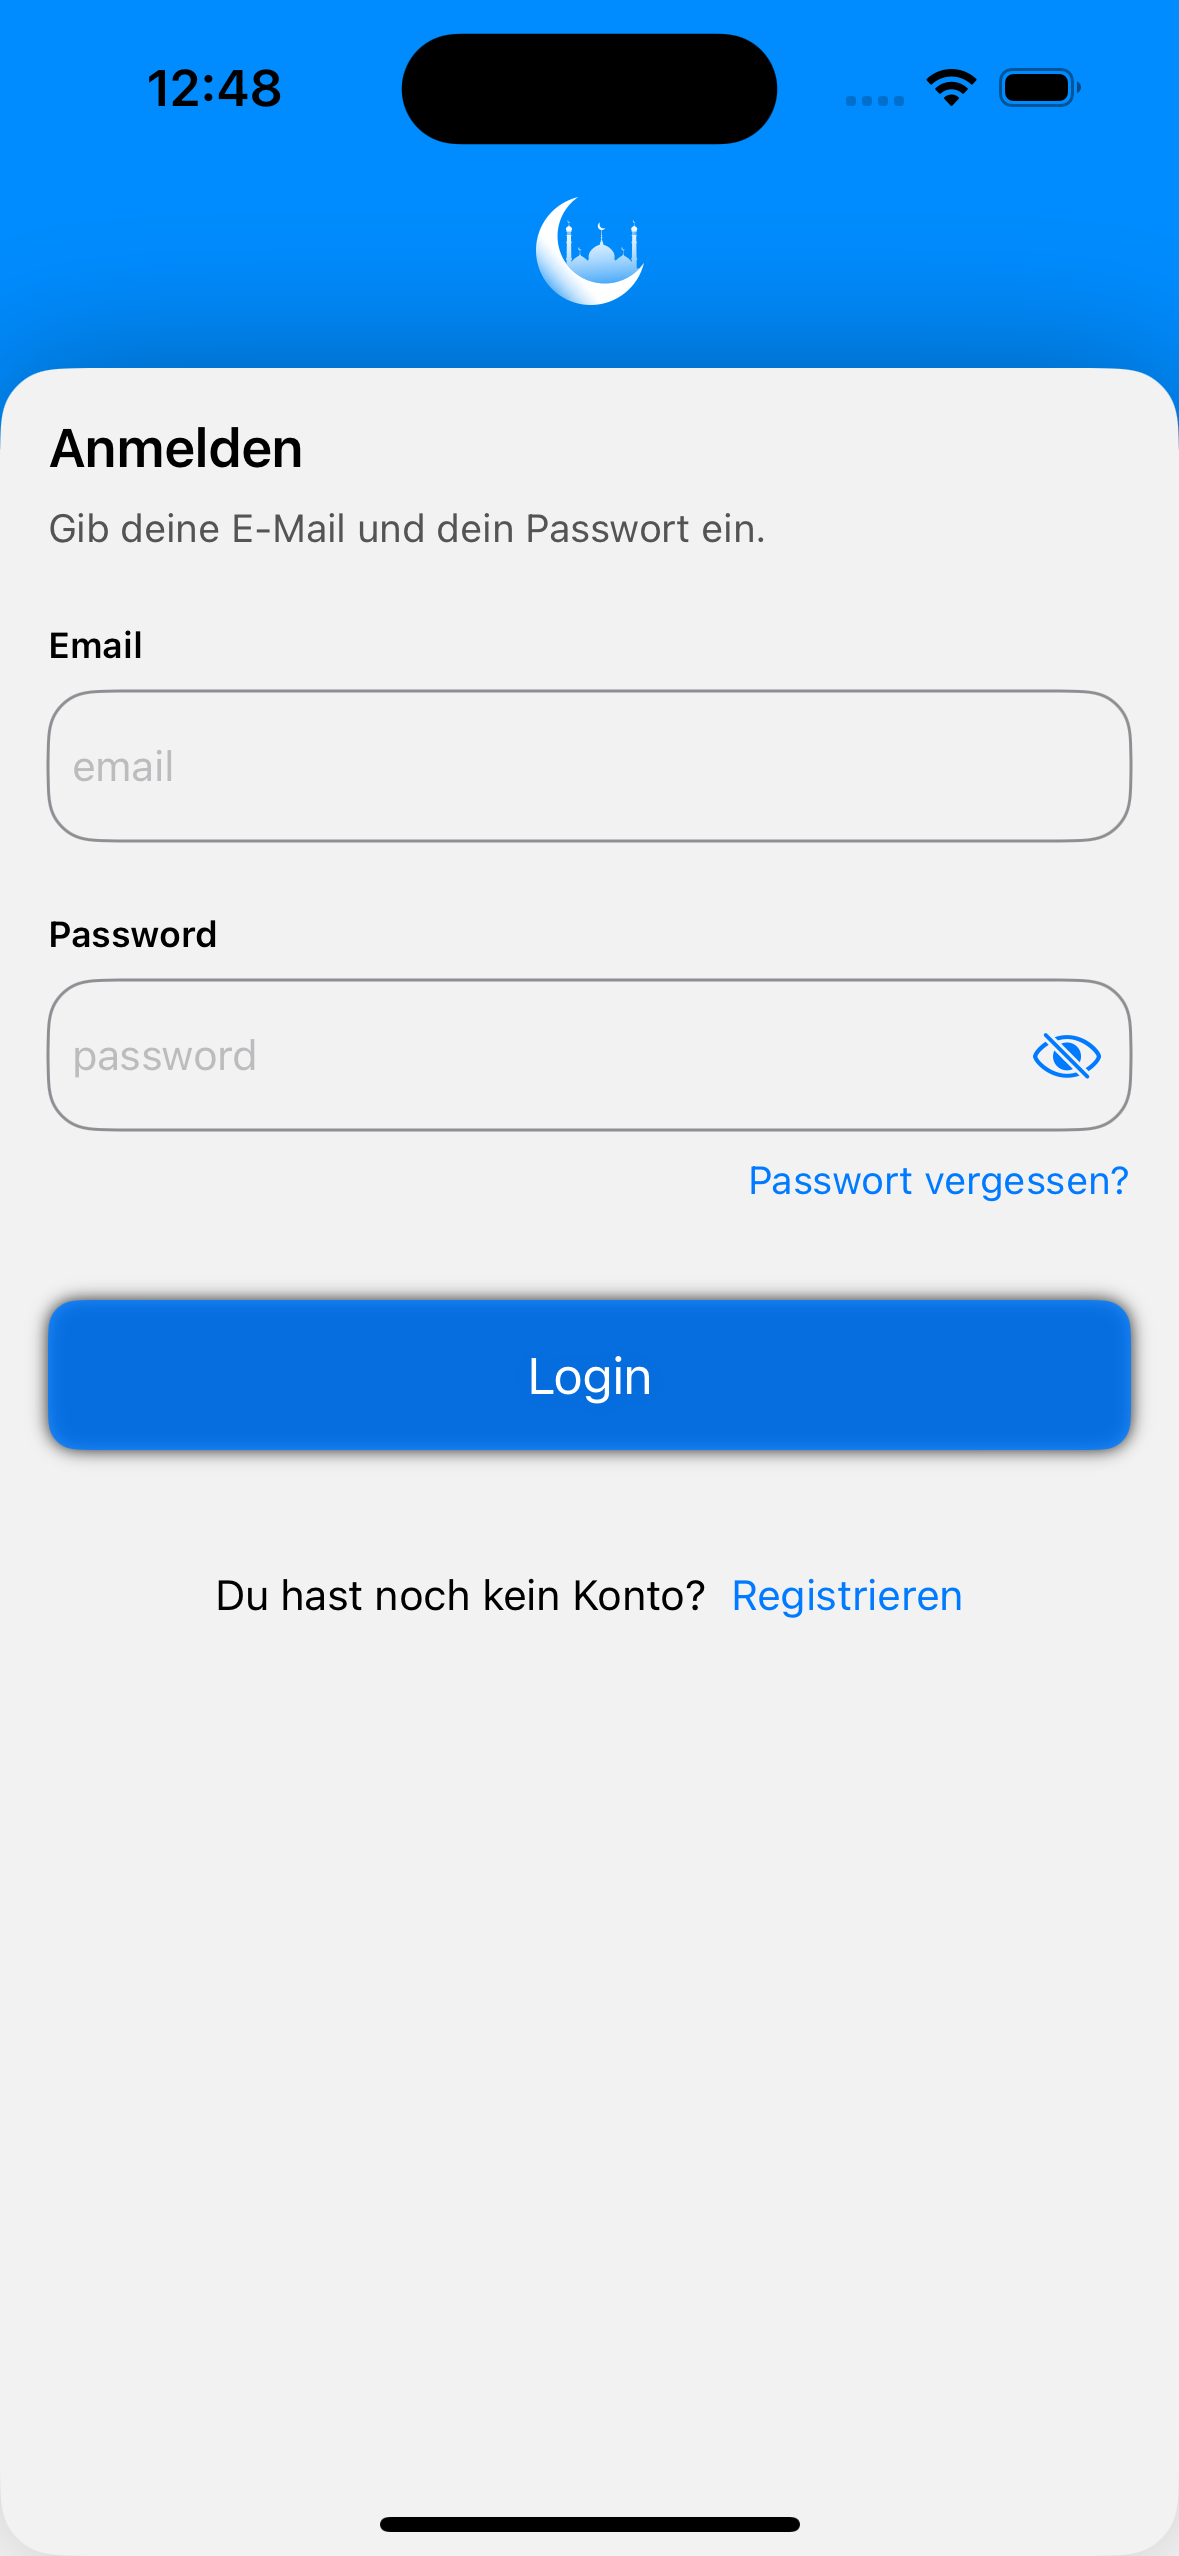 12:48
Anmelden
Gib deine E-Mail und dein Passwort ein.
Email
email
Password
password
Passwort vergessen?
Login
Du hast noch kein Konto? Registrieren